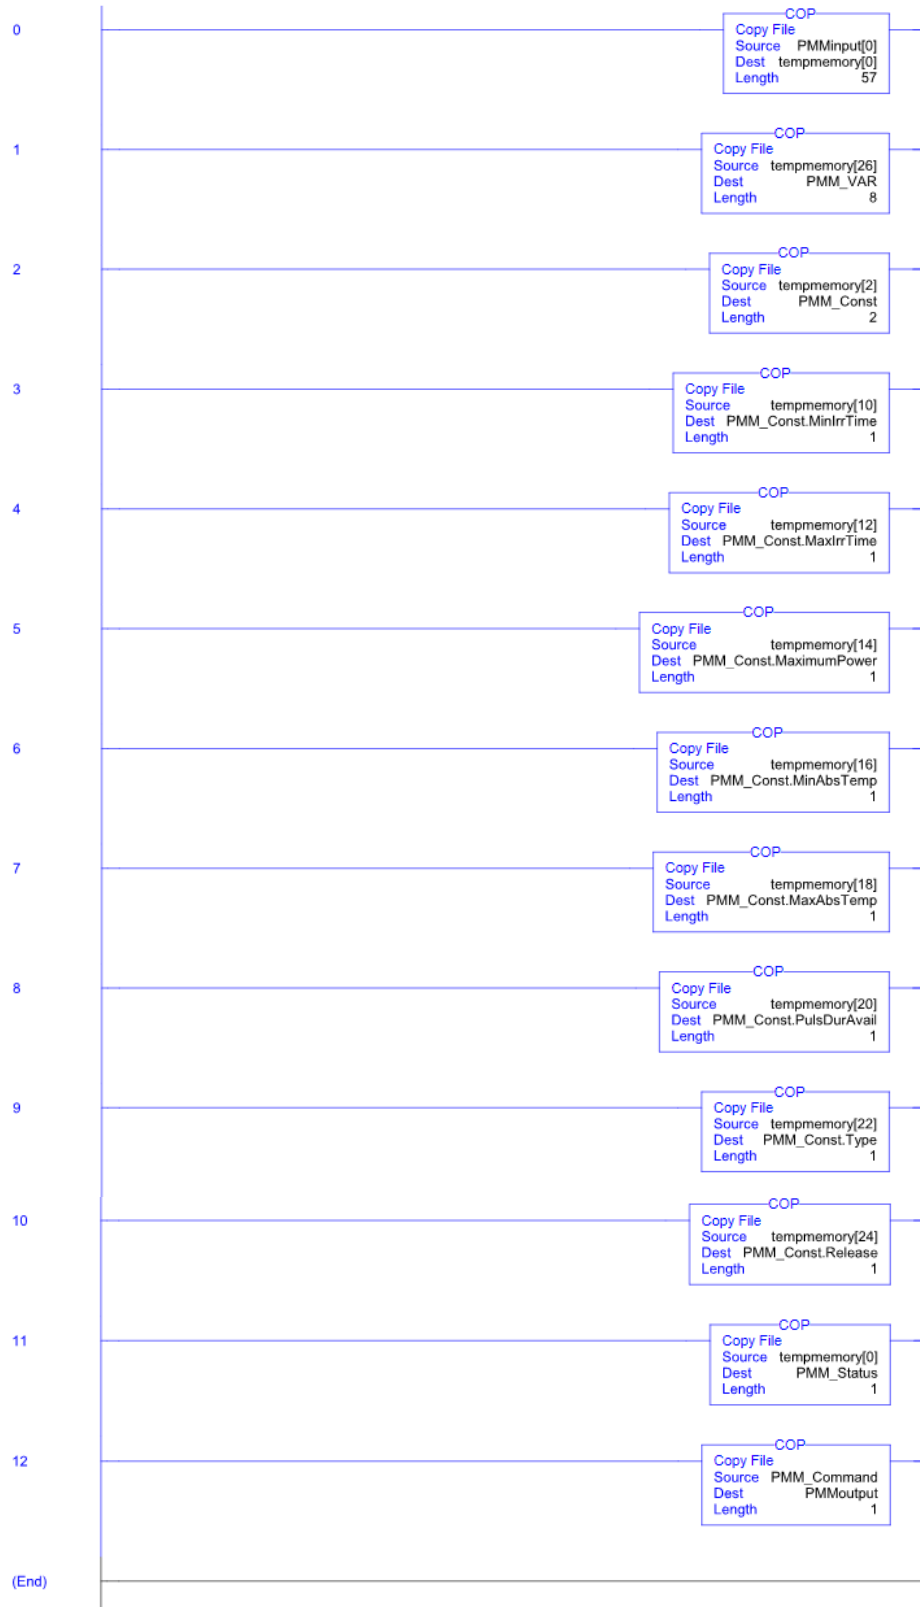 0
COP
Copy File
Source PMMinput[0]
Dest tempmemory[0]
Length 57
1
COP
Copy File
Source tempmemory[26]
Dest PMM_VAR
Length 8
2
COP
Copy File
Source tempmemory[2]
Dest PMM_Const
Length 2
3
COP
Copy File
Source tempmemory[10]
Dest PMM_Const.MinIrrTime
Length 1
4
COP
Copy File
Source tempmemory[12]
Dest PMM_Const.MaxIrrTime
Length 1
5
COP
Copy File
Source tempmemory[14]
Dest PMM_Const.MaximumPower
Length 1
6
COP
Copy File
Source tempmemory[16]
Dest PMM_Const.MinAbsTemp
Length 1
7
COP
Copy File
Source tempmemory[18]
Dest PMM_Const.MaxAbsTemp
Length 1
8
COP
Copy File
Source tempmemory[20]
Dest PMM_Const.PulsDurAvail
Length 1
9
COP
Copy File
Source tempmemory[22]
Dest PMM_Const.Type
Length 1
10
COP
Copy File
Source tempmemory[24]
Dest PMM_Const.Release
Length 1
11
COP
Copy File
Source tempmemory[0]
Dest PMM_Status
Length 1
12
COP
Copy File
Source PMM_Command
Dest PMMoutput
Length 1
(End)